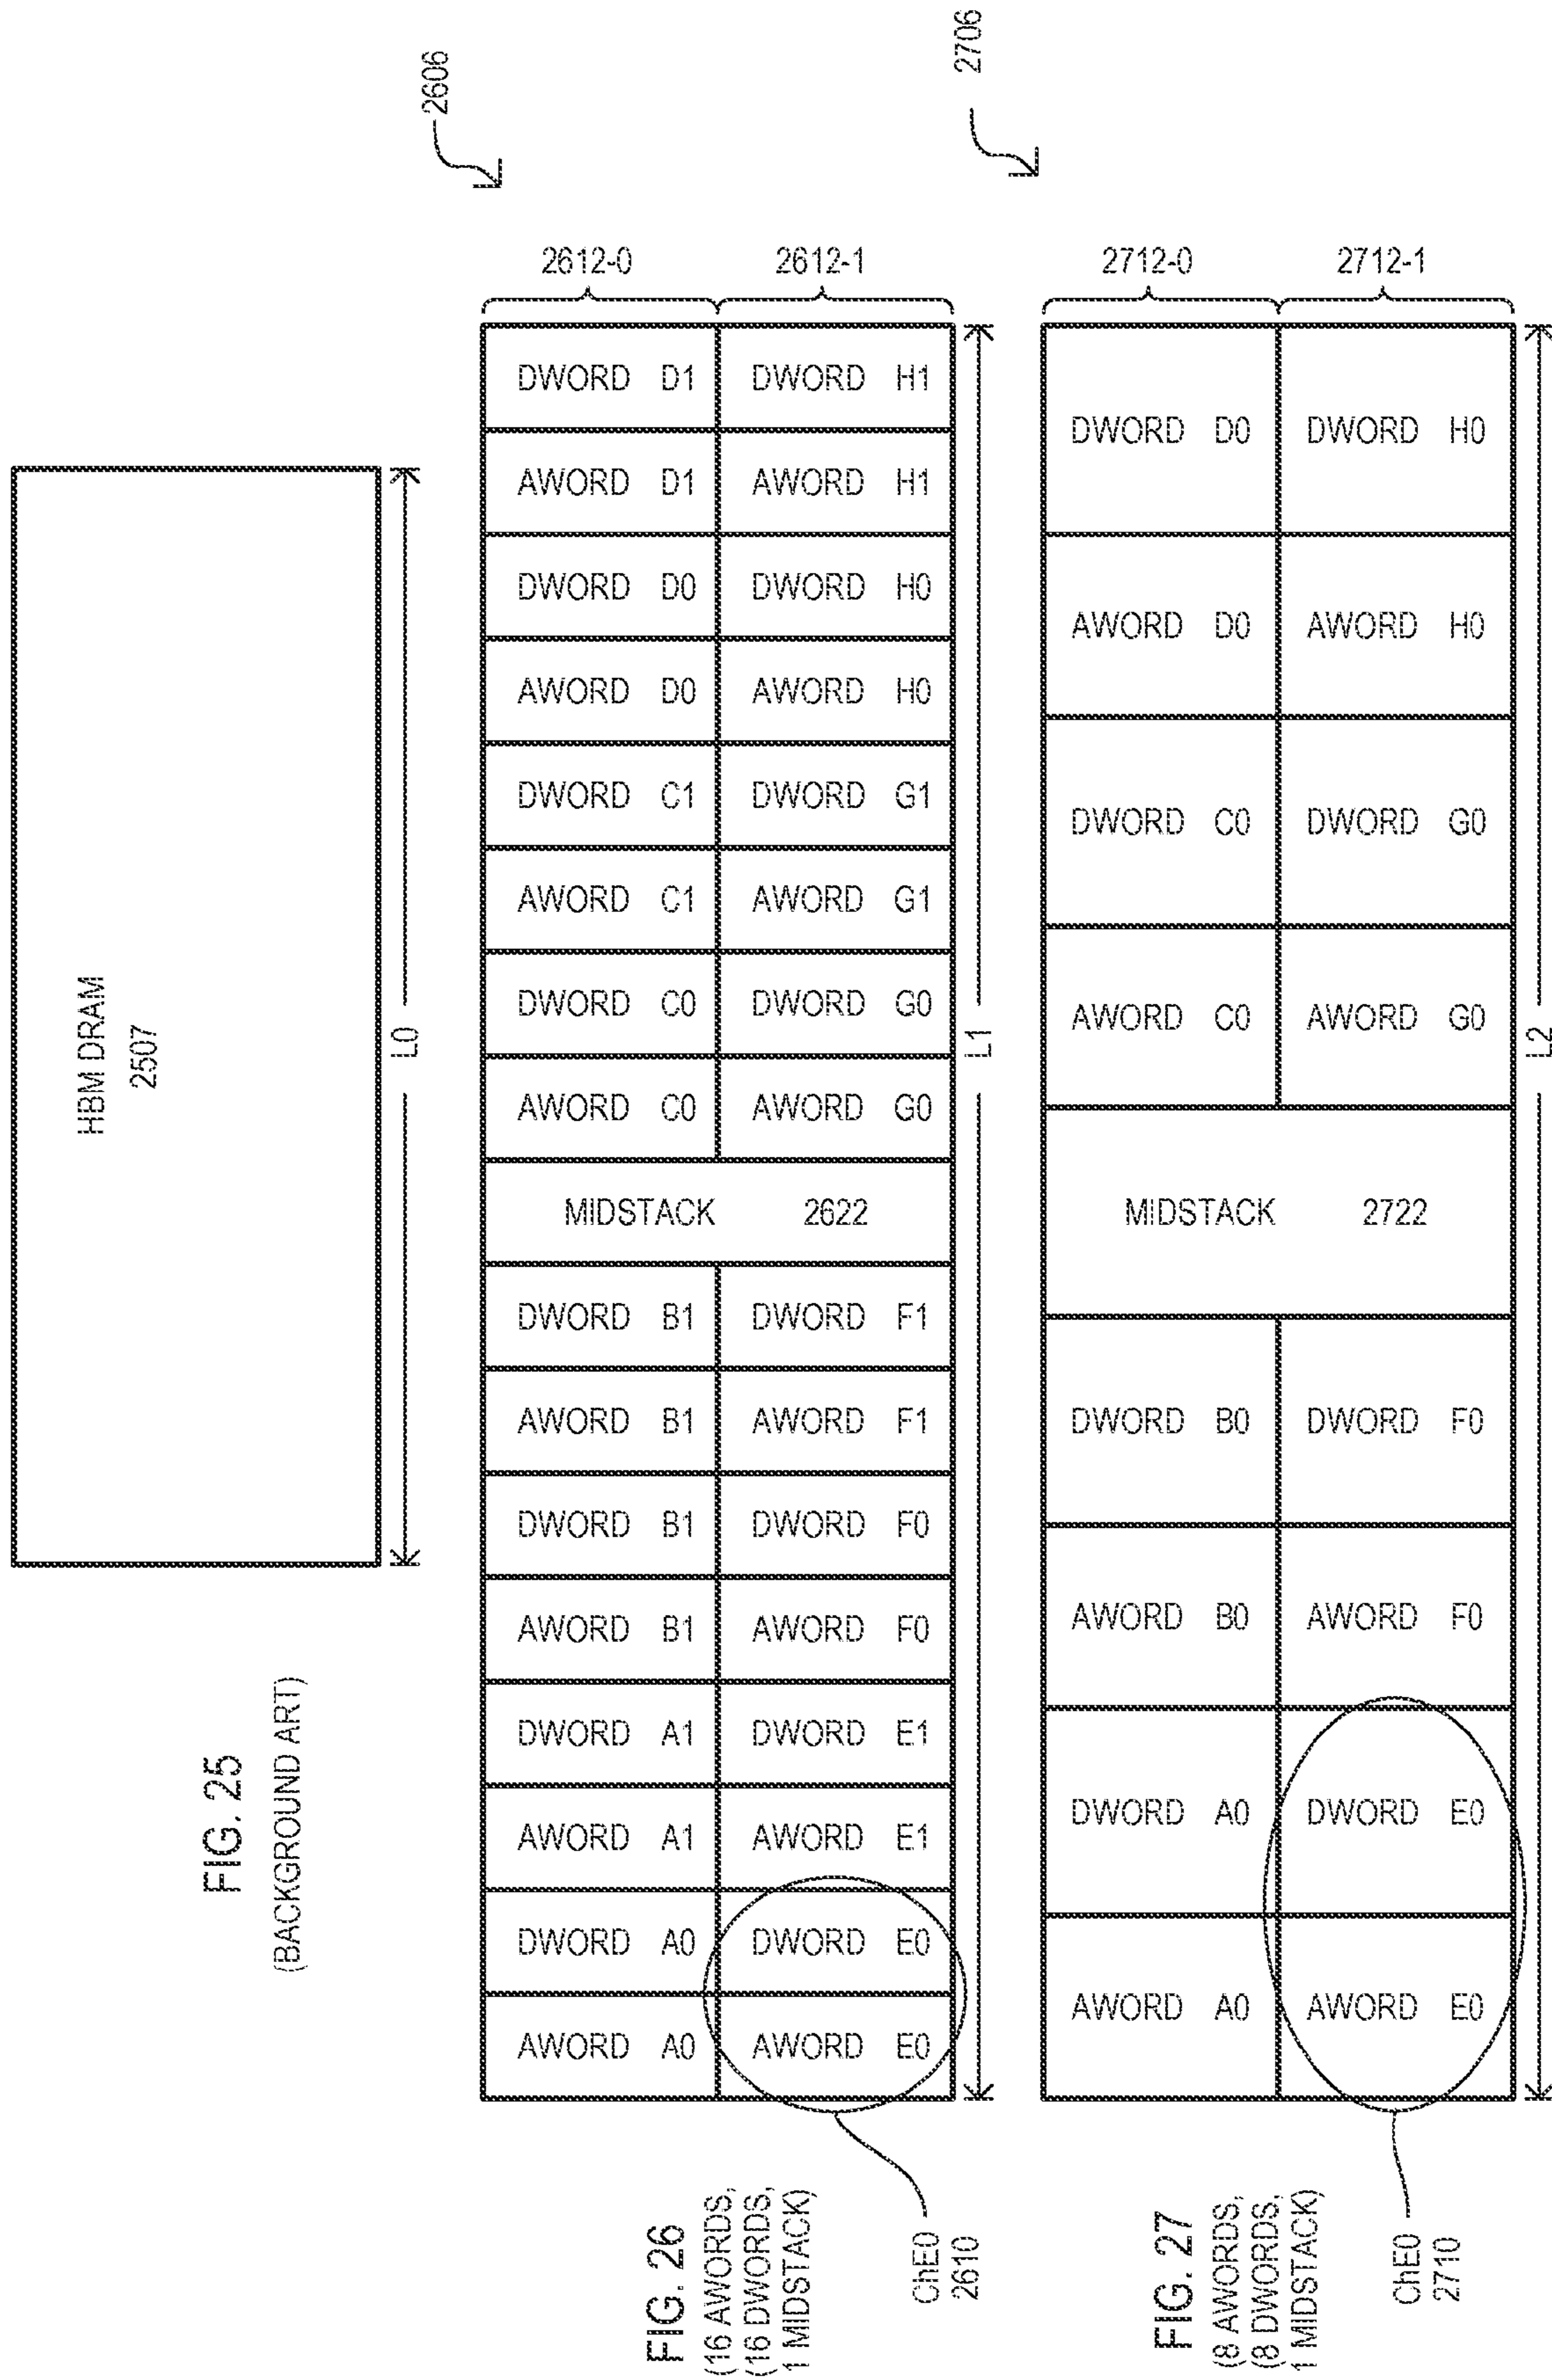 HBM DRAM
2507
L0
FIG. 25
(BACKGROUND ART)
2606
FIG. 26
(16 AWORDS,
(16 DWORDS,
1 MIDSTACK)
AWORD A0
DWORD A0
AWORD A1
DWORD A1
AWORD B1
DWORD B1
AWORD B1
DWORD B1
MIDSTACK 2622
AWORD C0
DWORD C0
AWORD C1
DWORD C1
AWORD D0
DWORD D0
AWORD D1
DWORD D1
2612-0
AWORD E0
DWORD E0
AWORD E1
DWORD E1
AWORD F0
DWORD F0
AWORD F1
DWORD F1
AWORD G0
DWORD G0
AWORD G1
DWORD G1
AWORD H0
DWORD H0
AWORD H1
DWORD H1
2612-1
L1
ChE0
2610
2706
FIG. 27
(8 AWORDS,
(8 DWORDS,
1 MIDSTACK)
AWORD A0
DWORD A0
AWORD B0
DWORD B0
MIDSTACK 2722
AWORD C0
DWORD C0
AWORD D0
DWORD D0
2712-0
AWORD E0
DWORD E0
AWORD F0
DWORD F0
AWORD G0
DWORD G0
AWORD H0
DWORD H0
2712-1
L2
ChE0
2710